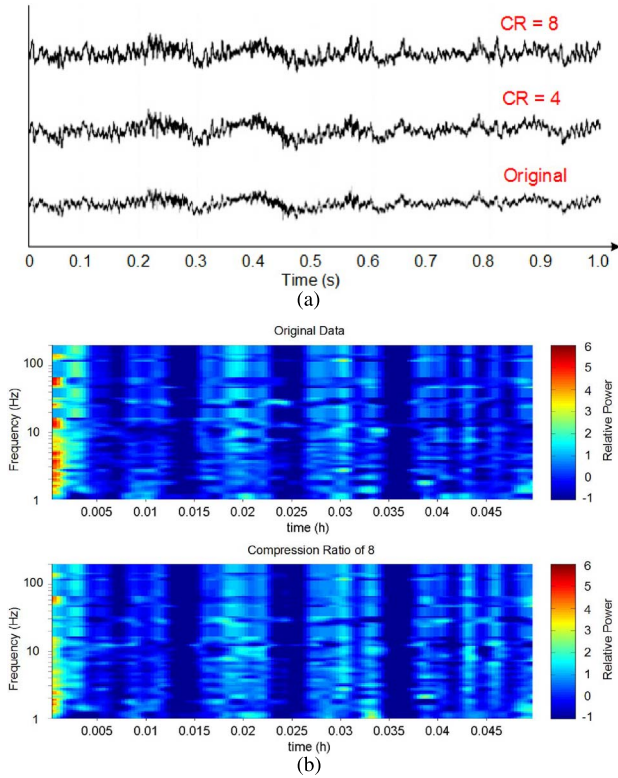 CR = 8
CR = 4
Original
0 0.1 0.2 0.3 0.4 0.5 0.6 0.7 0.8 0.9 1.0
Time (s)
(a)
Original Data
Frequency (Hz)
100
10
1
0.005 0.01 0.015 0.02 0.025 0.03 0.035 0.04 0.045
time (h)
6
5
4
3
2
1
0
-1
Relative Power
Compression Ratio of 8
Frequency (Hz)
100
10
1
0.005 0.01 0.015 0.02 0.025 0.03 0.035 0.04 0.045
time (h)
6
5
4
3
2
1
0
-1
Relative Power
(b)